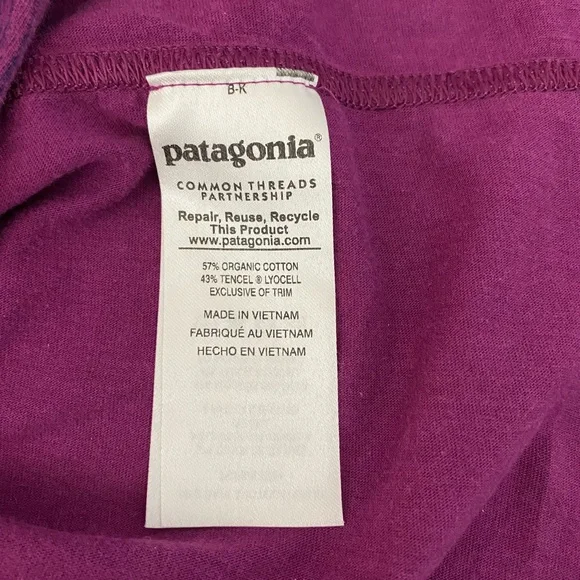 B-K
patagonia®
COMMON THREADS
PARTNERSHIP
Repair, Reuse, Recycle
This Product
www.patagonia.com
57% ORGANIC COTTON
43% TENCEL ® LYOCELL
EXCLUSIVE OF TRIM
MADE IN VIETNAM
FABRIQUÉ AU VIETNAM
HECHO EN VIETNAM